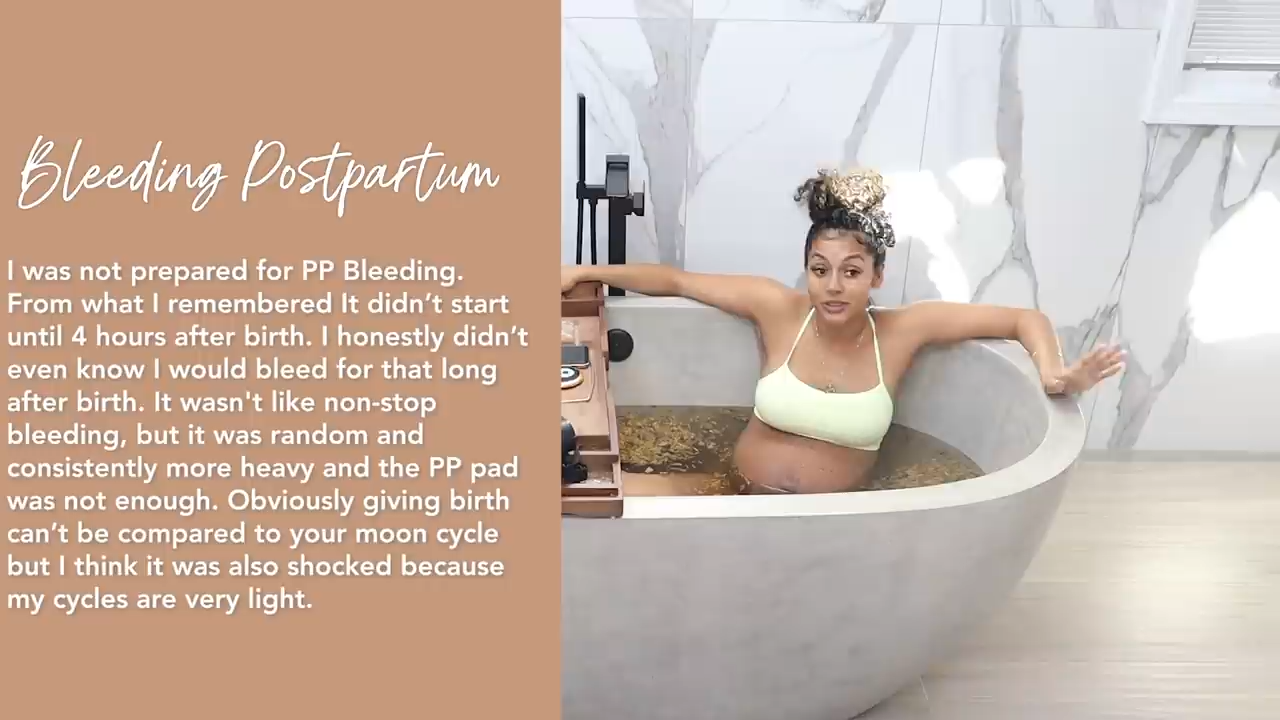 Bleeding Postpartum
I was not prepared for PP Bleeding.
From what I remembered It didn’t start
until 4 hours after birth. I honestly didn’t
even know I would bleed for that long
after birth. It wasn't like non-stop
bleeding, but it was random and
consistently more heavy and the PP pad
was not enough. Obviously giving birth
can’t be compared to your moon cycle
but I think it was also shocked because
my cycles are very light.